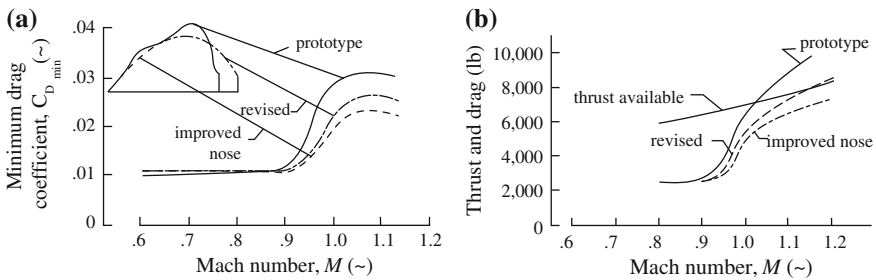 (a)
Minimum drag
coefficient, C_D_min (~)
.04
.03
.02
.01
0
.6 .7 .8 .9 1.0 1.1 1.2
Mach number, M (~)
prototype
revised
improved
nose
(b)
Thrust and drag (lb)
10,000
8,000
6,000
4,000
2,000
0
.6 .7 .8 .9 1.0 1.1 1.2
Mach number, M (~)
prototype
thrust available
revised
improved nose